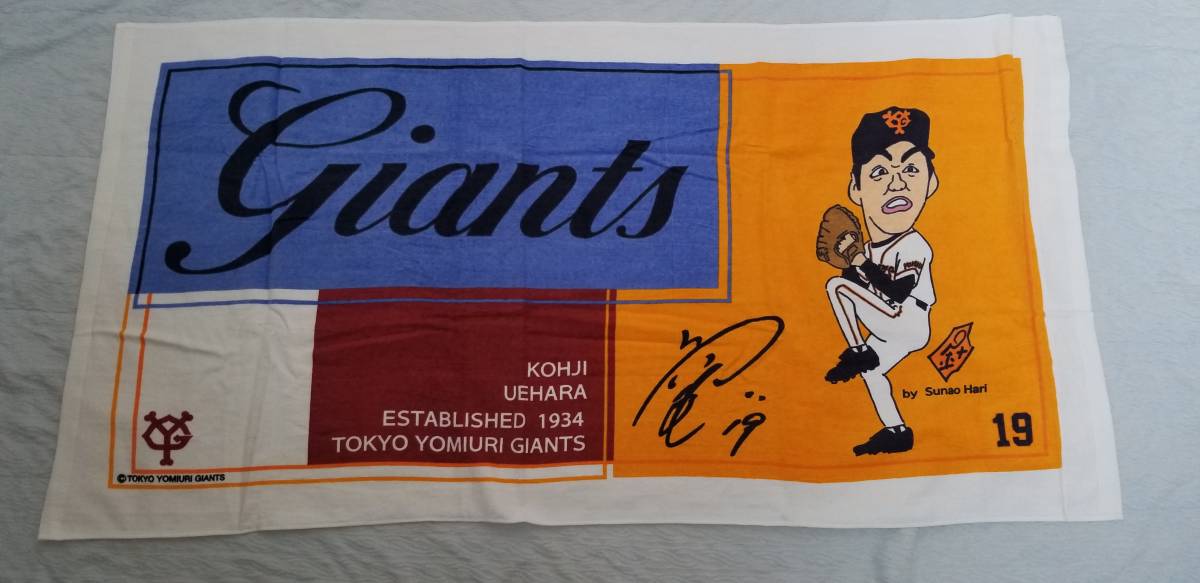 Giants
KOHJI
UEHARA
ESTABLISHED 1934
TOKYO YOMIURI GIANTS
©TOKYO YOMIURI GIANTS
19
by Sunao Hari
19